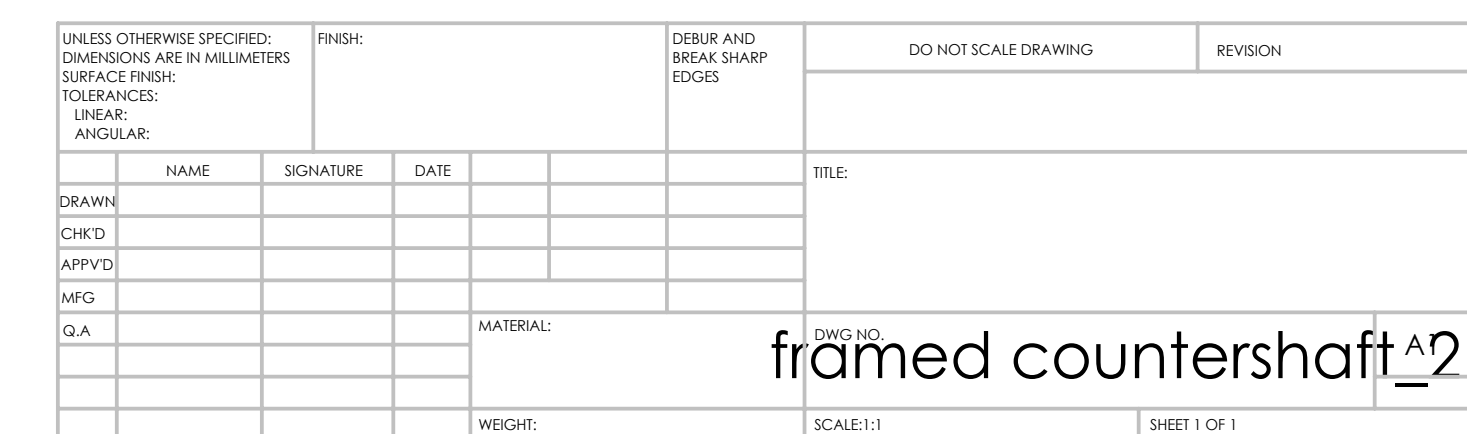 UNLESS OTHERWISE SPECIFIED:
DIMENSIONS ARE IN MILLIMETERS
SURFACE FINISH:
TOLERANCES:
LINEAR:
ANGULAR:
FINISH:
DEBUR AND
BREAK SHARP
EDGES
DO NOT SCALE DRAWING
REVISION
NAME
SIGNATURE
DATE
TITLE:
DRAWN
CHK'D
APPV'D
MFG
Q.A
MATERIAL:
DWG NO.
framed countershaft_2
WEIGHT:
SCALE:1:1
SHEET 1 OF 1